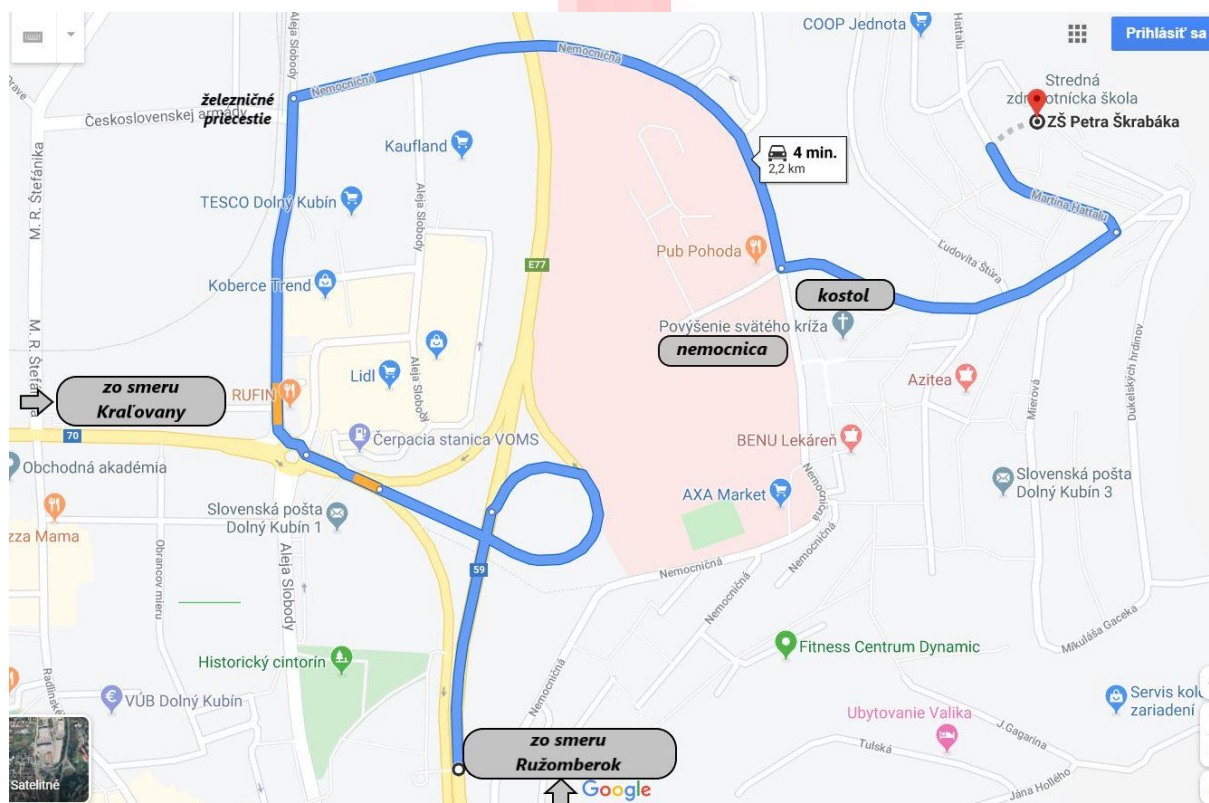 COOP Jednota
Hattalu
Prihlásiť sa
Aleja Slobody
Nemocničná
Nemocničná
Stredná
zdravotnícka škola
ZŠ Petra Škrabáka
železničné
priecestie
Československej armády
M. R. Štefánika
Kaufland
4 min.
2,2 km
Aleja Slobody
TESCO Dolný Kubín
Martina Hattalu
Pub Pohoda
Ľudovíta Štúra
E77
Koberce Trend
kostol
Povýšenie svätého kríža
nemocnica
Lidl
Aleja Slobody
zo smeru
Kraľovany
RUFIN
Azitea
Mierová
Dukelských hrdinov
70
Čerpacia stanica VOMS
BENU Lekáreň
Obchodná akadémia
Slovenská pošta
Dolný Kubín 3
AXA Market
Nemocničná
Slovenská pošta
Dolný Kubín 1
zza Mama
Obrancov mieru
Aleja Slobody
59
Nemocničná
Nemocničná
Nemocničná
Mikuláša Gaceka
Fitness Centrum Dynamic
Historický cintorín
Nemocničná
VÚB Dolný Kubín
Servis kol
zariadení
Ubytovanie Valika
J.Gagarina
Tulská
Jána Hollého
zo smeru
Ružomberok
Satelitné
Google